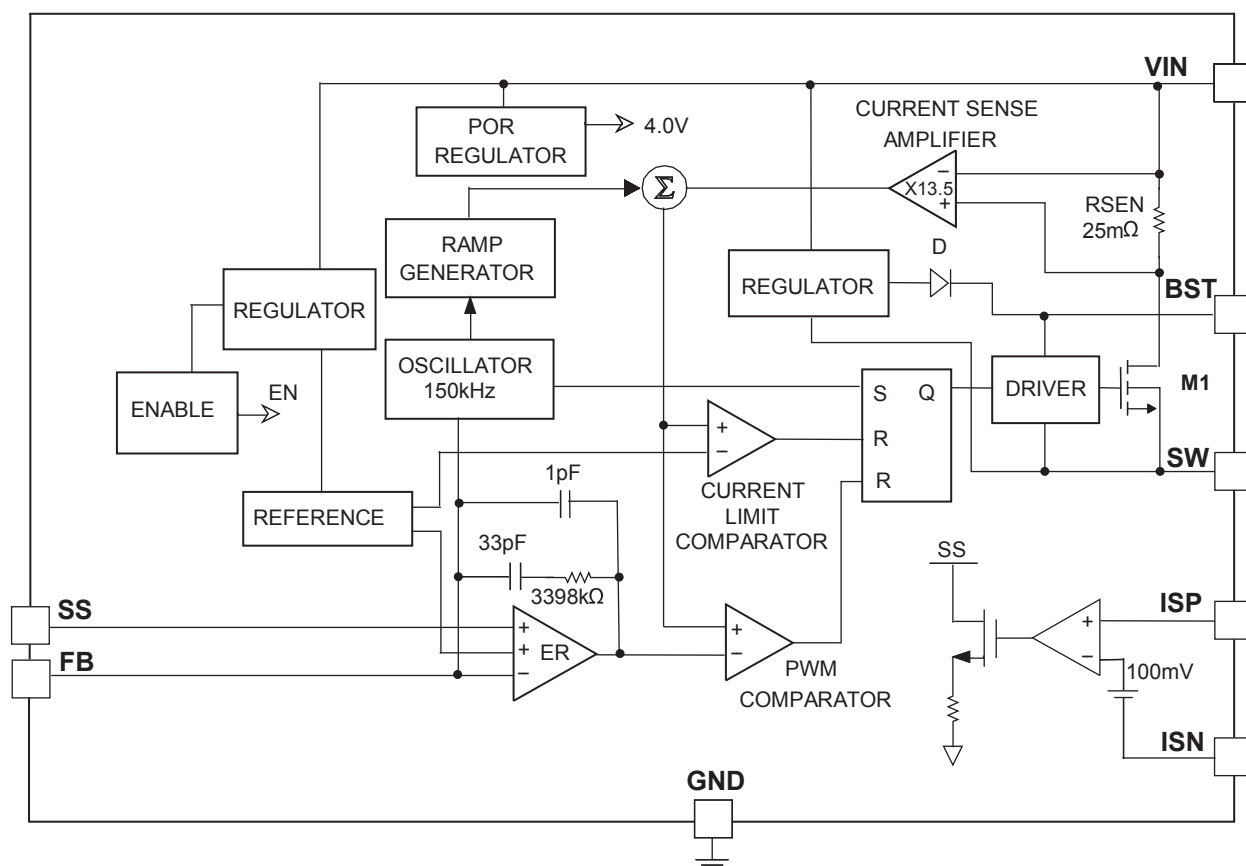 VIN
CURRENT SENSE
AMPLIFIER
POR
REGULATOR
4.0V
Σ
X13.5
−
+
RSEN
25mΩ
RAMP
GENERATOR
D
REGULATOR
REGULATOR
BST
OSCILLATOR
150kHz
ENABLE
EN
S Q
R
R
DRIVER
M1
+
−
SW
1pF
CURRENT
LIMIT
COMPARATOR
REFERENCE
33pF
3398kΩ
SS
SS
ISP
FB
+
+
−
ER
+
−
PWM
COMPARATOR
+
−
100mV
ISN
GND